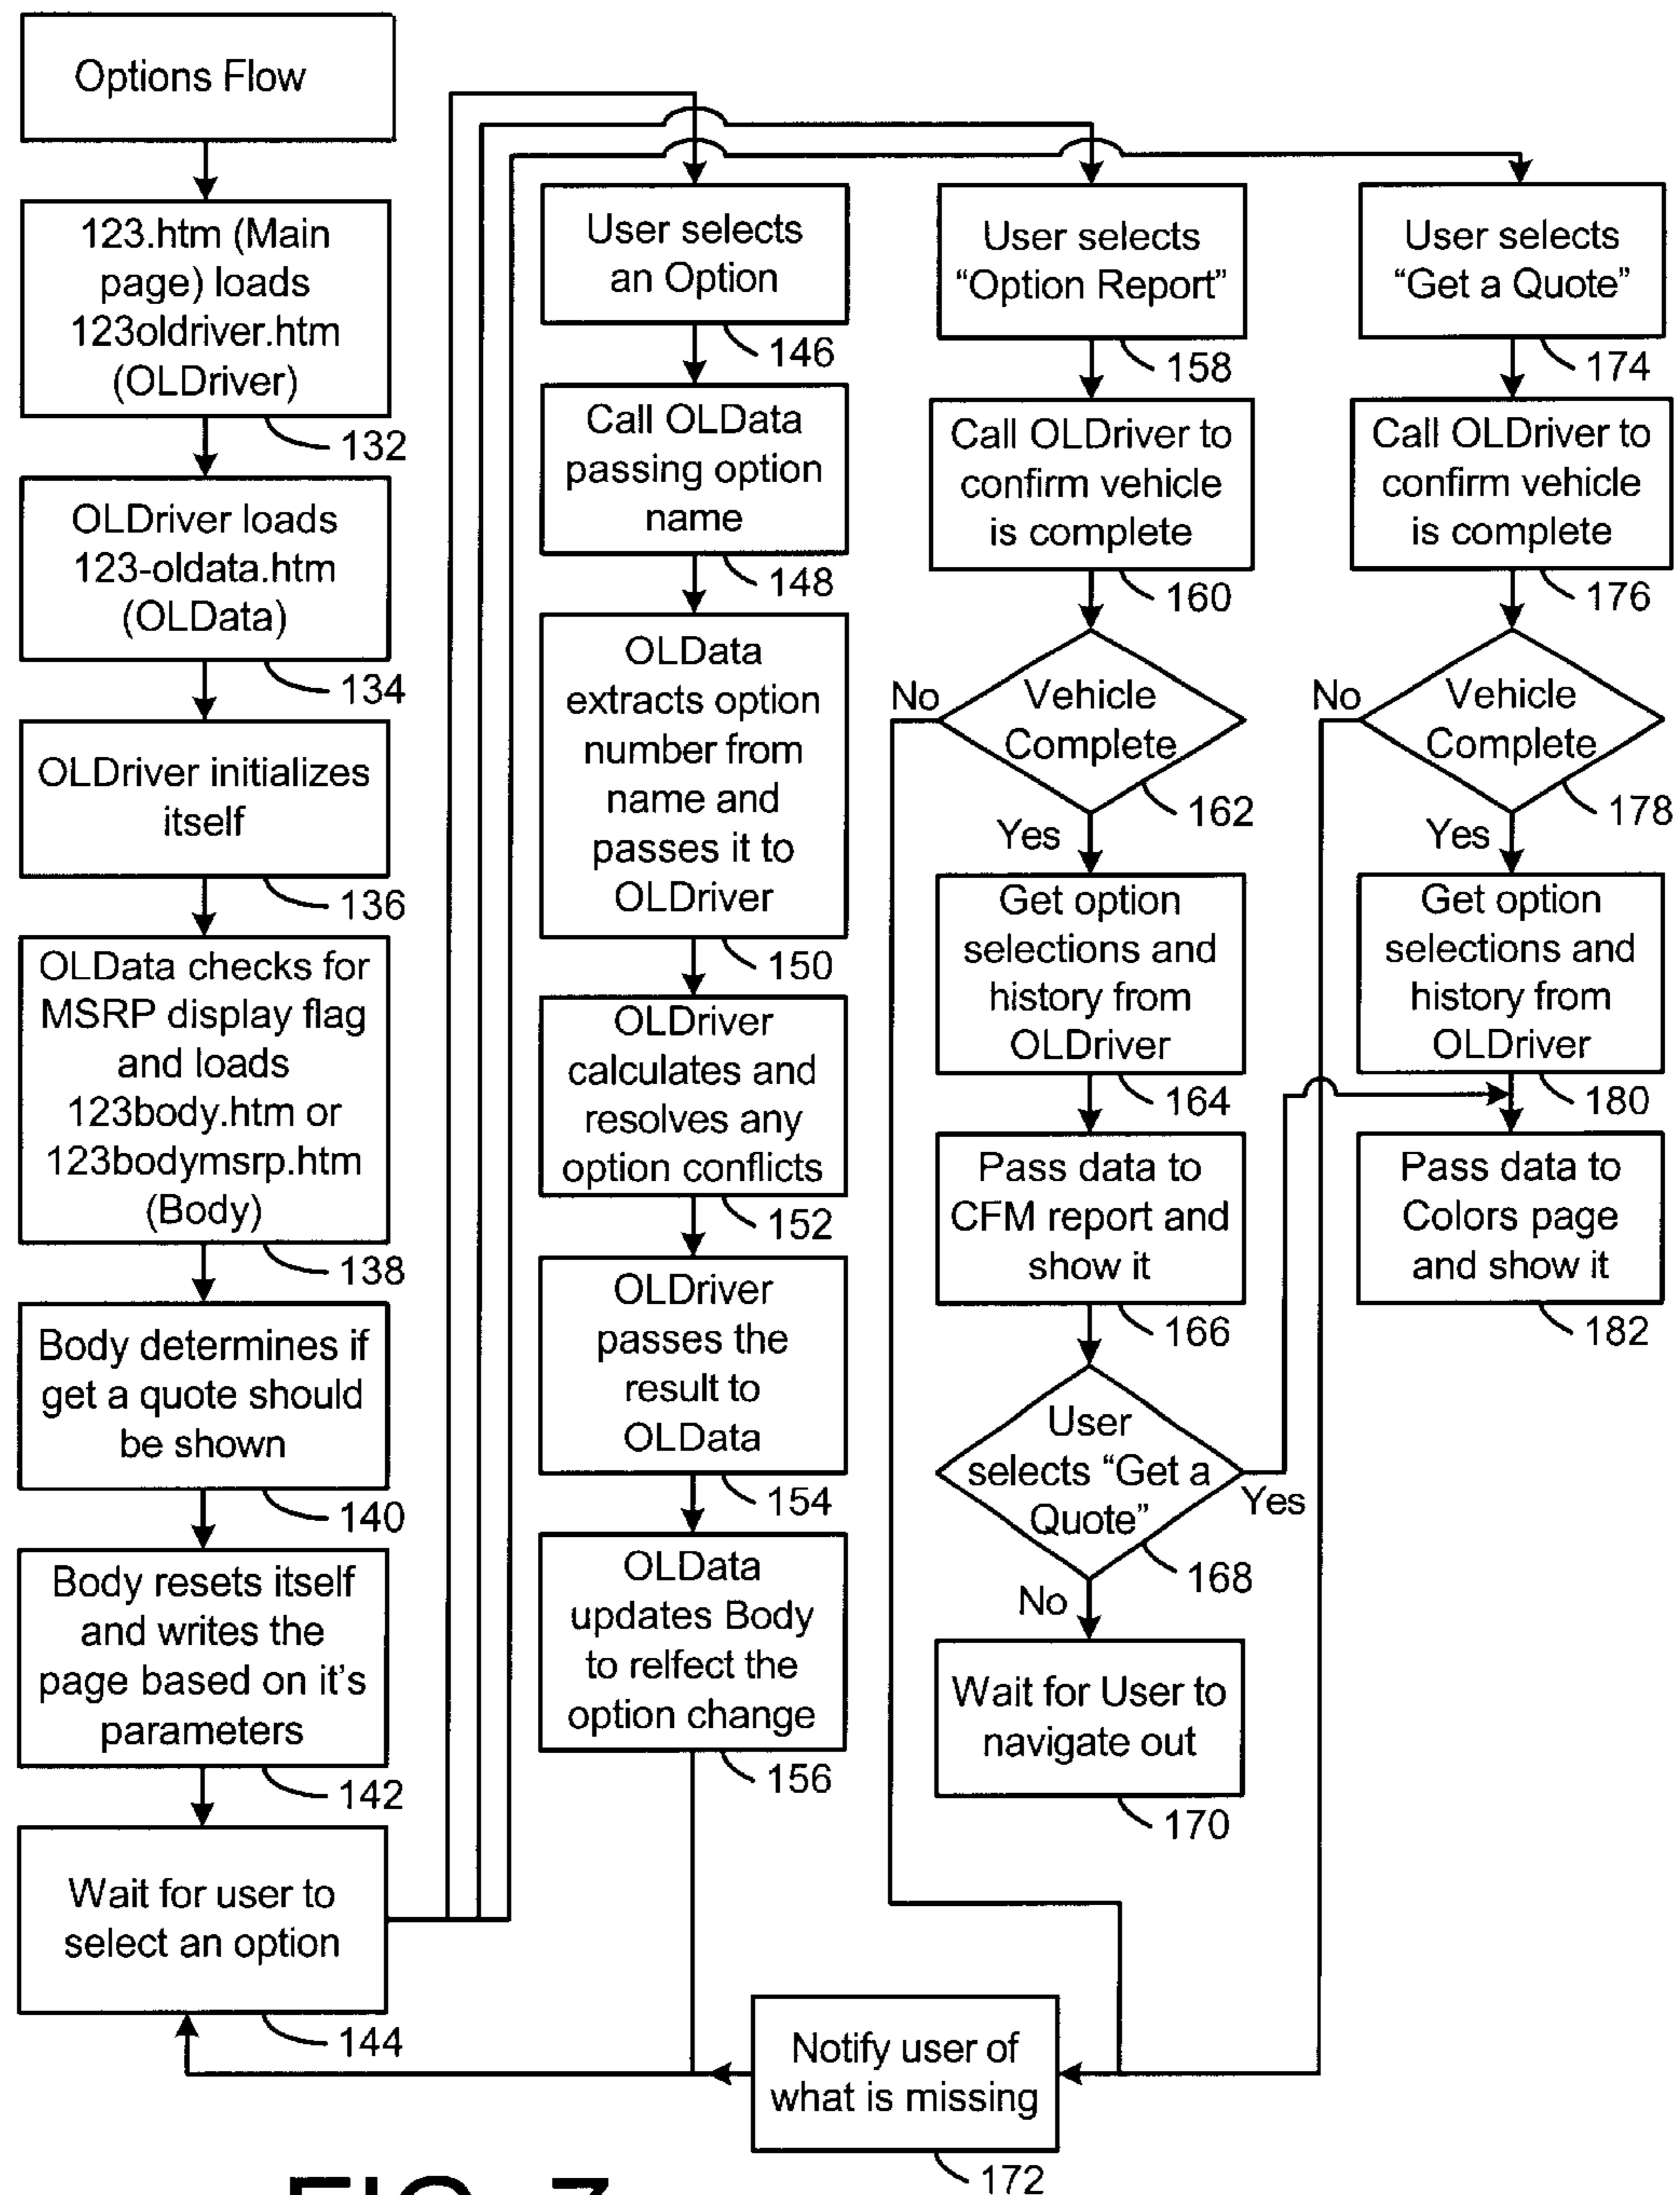 Options Flow
123.htm (Main
page) loads
123oldriver.htm
(OLDriver)
132
OLDriver loads
123-oldata.htm
(OLData)
134
OLDriver initializes
itself
136
OLData checks for
MSRP display flag
and loads
123body.htm or
123bodymsrp.htm
(Body)
138
Body determines if
get a quote should
be shown
140
Body resets itself
and writes the
page based on it's
parameters
142
Wait for user to
select an option
144
User selects
an Option
146
Call OLData
passing option
name
148
OLData
extracts option
number from
name and
passes it to
OLDriver
150
OLDriver
calculates and
resolves any
option conflicts
152
OLDriver
passes the
result to
OLData
154
OLData
updates Body
to relfect the
option change
156
User selects
“Option Report”
158
Call OLDriver to
confirm vehicle
is complete
160
No
Vehicle
Complete
162
Yes
Get option
selections and
history from
OLDriver
164
Pass data to
CFM report and
show it
166
User
selects “Get a
Quote”
Yes
168
No
Wait for User to
navigate out
170
User selects
“Get a Quote”
174
Call OLDriver to
confirm vehicle
is complete
176
No
Vehicle
Complete
178
Yes
Get option
selections and
history from
OLDriver
180
Pass data to
Colors page
and show it
182
Notify user of
what is missing
172